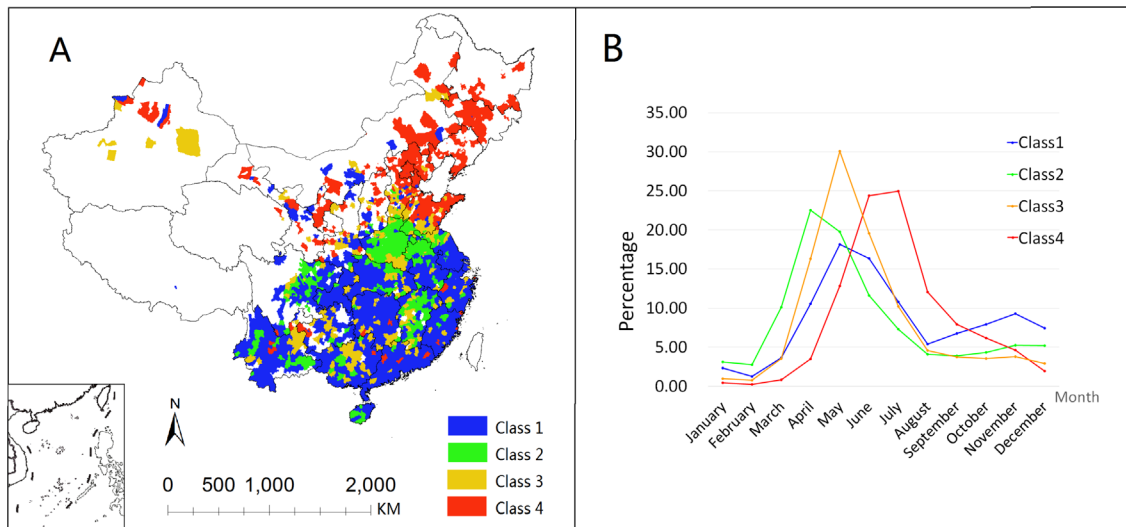 A
N
0 500 1,000 2,000
KM
Class 1
Class 2
Class 3
Class 4
B
Percentage
35.00
30.00
25.00
20.00
15.00
10.00
5.00
0.00
Class1
Class2
Class3
Class4
Month
January
February
March
April
May
June
July
August
September
October
November
December